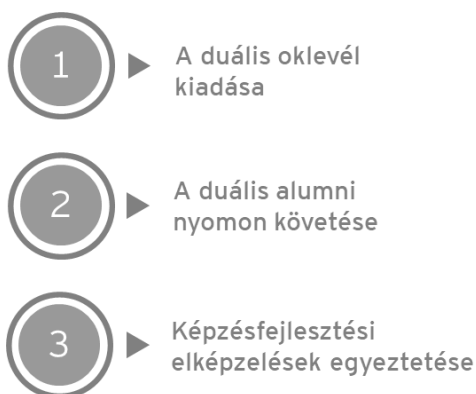 1
A duális oklevél
kiadása
2
A duális alumni
nyomon követése
3
Képzésfejlesztési
elképzelések egyeztetése